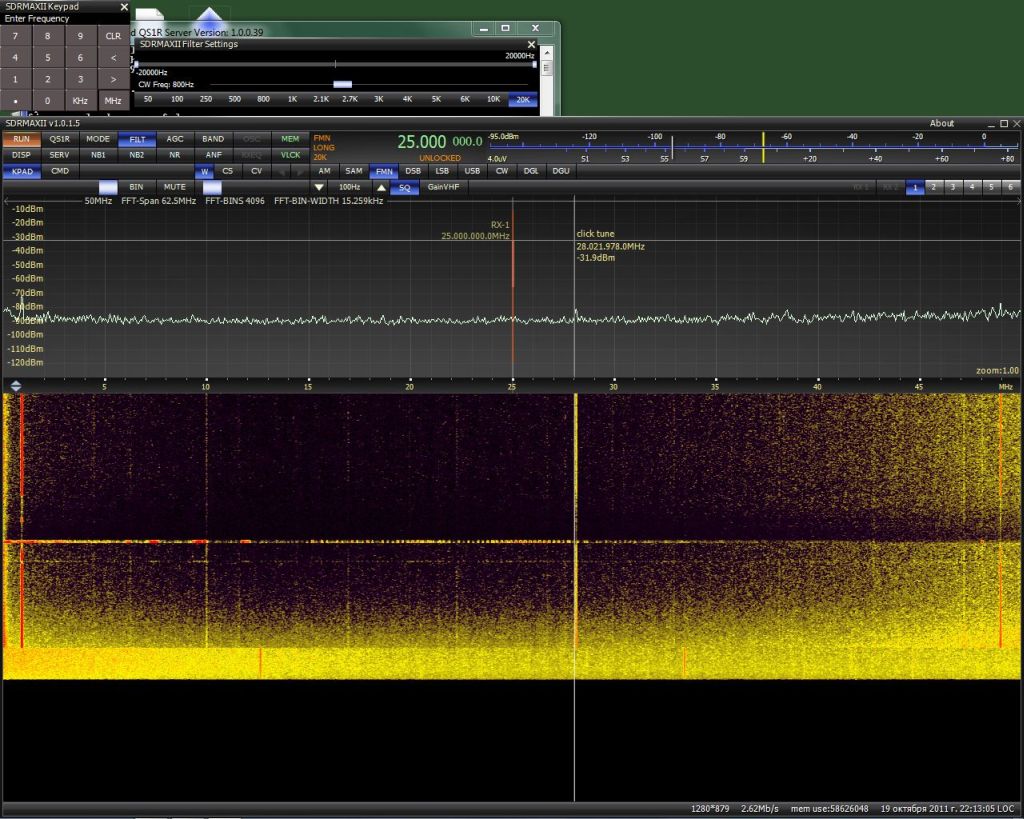 SDRMAXII Keypad
Enter Frequency
7 8 9 CLR
4 5 6 <
1 2 3 >
• 0 KHz MHz
QS1R Server Version: 1.0.0.39
SDRMAXII Filter Settings
20000Hz
-20000Hz
CW Freq: 800Hz
50 100 250 500 800 1K 2.1K 2.7K 3K 4K 5K 6K 10K 20K
SDRMAXII v1.0.1.5 About
RUN QS1R MODE FILT AGC BAND OSC MEM
DISP SERV NB1 NB2 NR ANF RXEQ VLCK
KPAD CMD W CS CV
FMN
LONG
20K
25.000 000.0
UNLOCKED
-95.0dBm -120 -100 -80 -60 -40 -20 0
4.0uV S1 S3 S5 S7 S9 +20 +40 +60 +80
AM SAM FMN DSB LSB USB CW DGL DGU
BIN MUTE 100Hz SQ GainVHF RX 1 RX 2 1 2 3 4 5 6
50MHz FFT-Span 62.5MHz FFT-BINS 4096 FFT-BIN-WIDTH 15.259kHz
-10dBm
-20dBm
-30dBm
-40dBm
-50dBm
-60dBm
-70dBm
-80dBm
-90dBm
-100dBm
-110dBm
-120dBm
RX-1
25.000.000.0MHz
click tune
28.021.978.0MHz
-31.9dBm
zoom:1.00
5 10 15 20 25 30 35 40 45 MHz
1280*879 2.62Mb/s mem use:58626048 19 октября 2011 г. 22:13:05 LOC